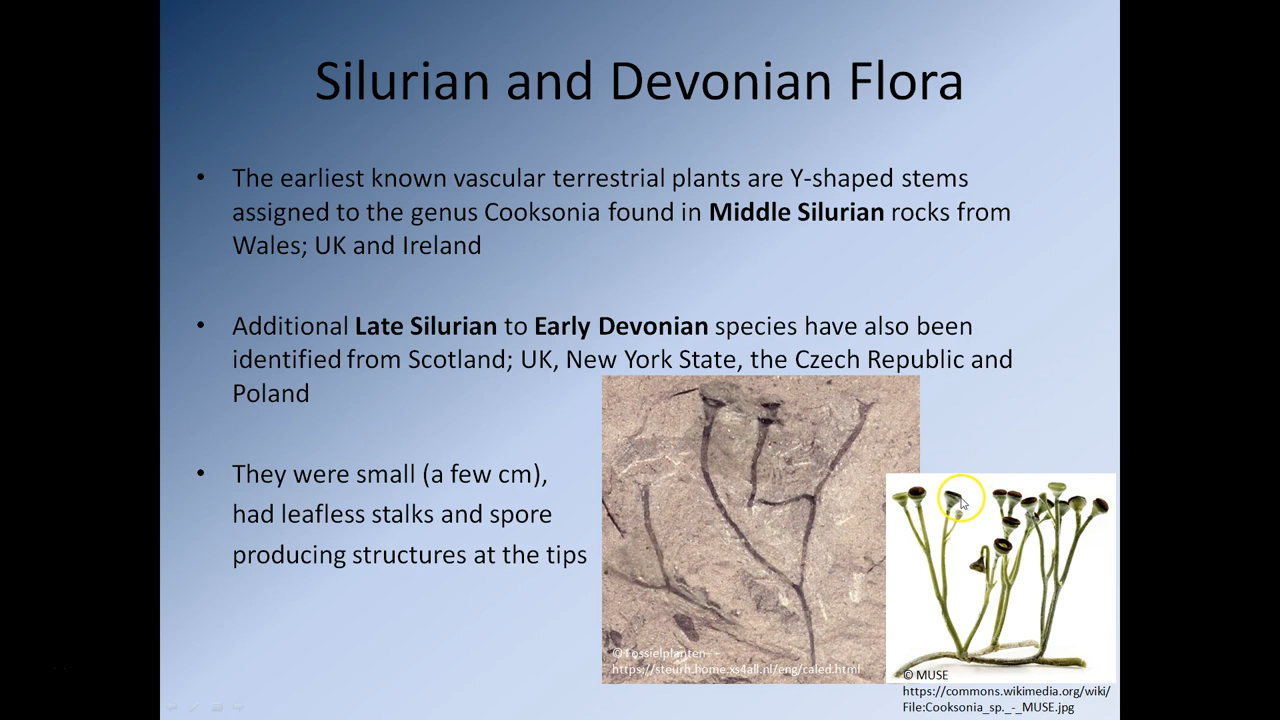 Silurian and Devonian Flora
• The earliest known vascular terrestrial plants are Y-shaped stems
assigned to the genus Cooksonia found in Middle Silurian rocks from
Wales; UK and Ireland
• Additional Late Silurian to Early Devonian species have also been
identified from Scotland; UK, New York State, the Czech Republic and
Poland
• They were small (a few cm),
had leafless stalks and spore
producing structures at the tips
© Fossielplanten -
https://steurh.home.xs4all.nl/eng/caled.html
© MUSE
https://commons.wikimedia.org/wiki/
File:Cooksonia_sp._-_MUSE.jpg